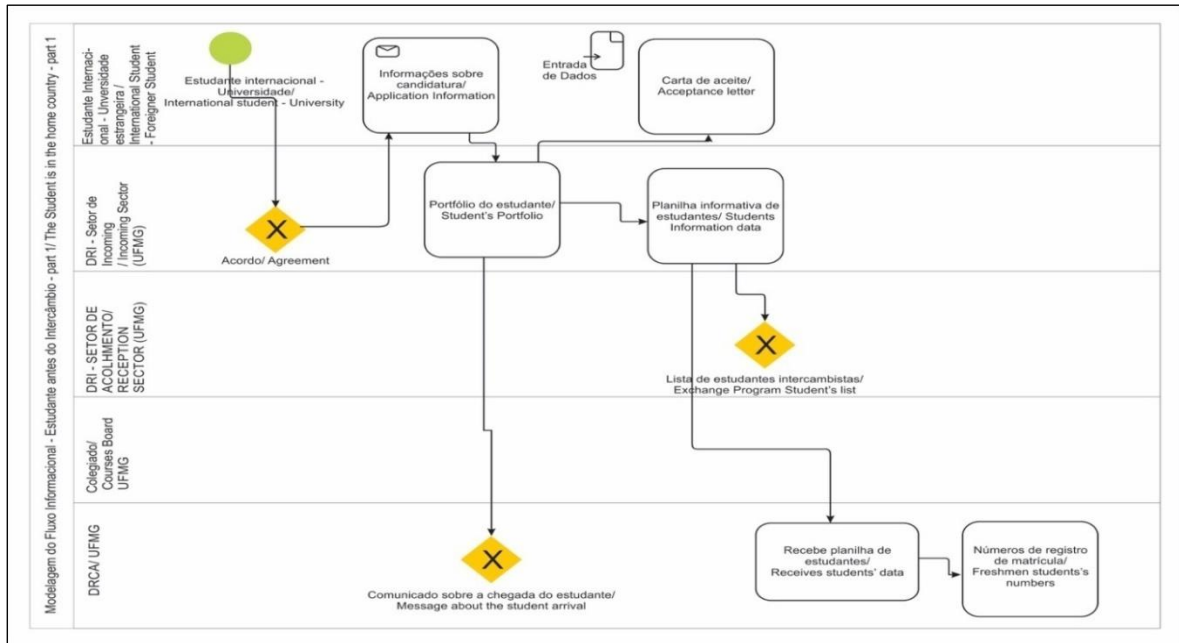 Modelagem do Fluxo Informacional - Estudante antes do Intercâmbio - part 1/ The Student is in the home country - part 1
Estudante Internaci-
onal - Unversidade
estrangeira /
International Student
- Foreigner Student
Estudante internacional -
Universidade/
International student - University
Informações sobre
candidatura/
Application Information
Entrada
de Dados
Carta de aceite/
Acceptance letter
DRI - Setor de
Incoming
/ Incoming Sector
(UFMG)
X
Acordo/ Agreement
Portfólio do estudante/
Student's Portfolio
Planilha informativa de
estudantes/ Students
Information data
DRI - SETOR DE
ACOLHMENTO/
RECEPTION
SECTOR (UFMG)
X
Lista de estudantes intercambistas/
Exchange Program Student's list
Colegiado/
Courses Board
UFMG
DRCA/ UFMG
X
Comunicado sobre a chegada do estudante/
Message about the student arrival
Recebe planilha de
estudantes/
Receives students' data
Números de registro
de matrícula/
Freshmen students's
numbers